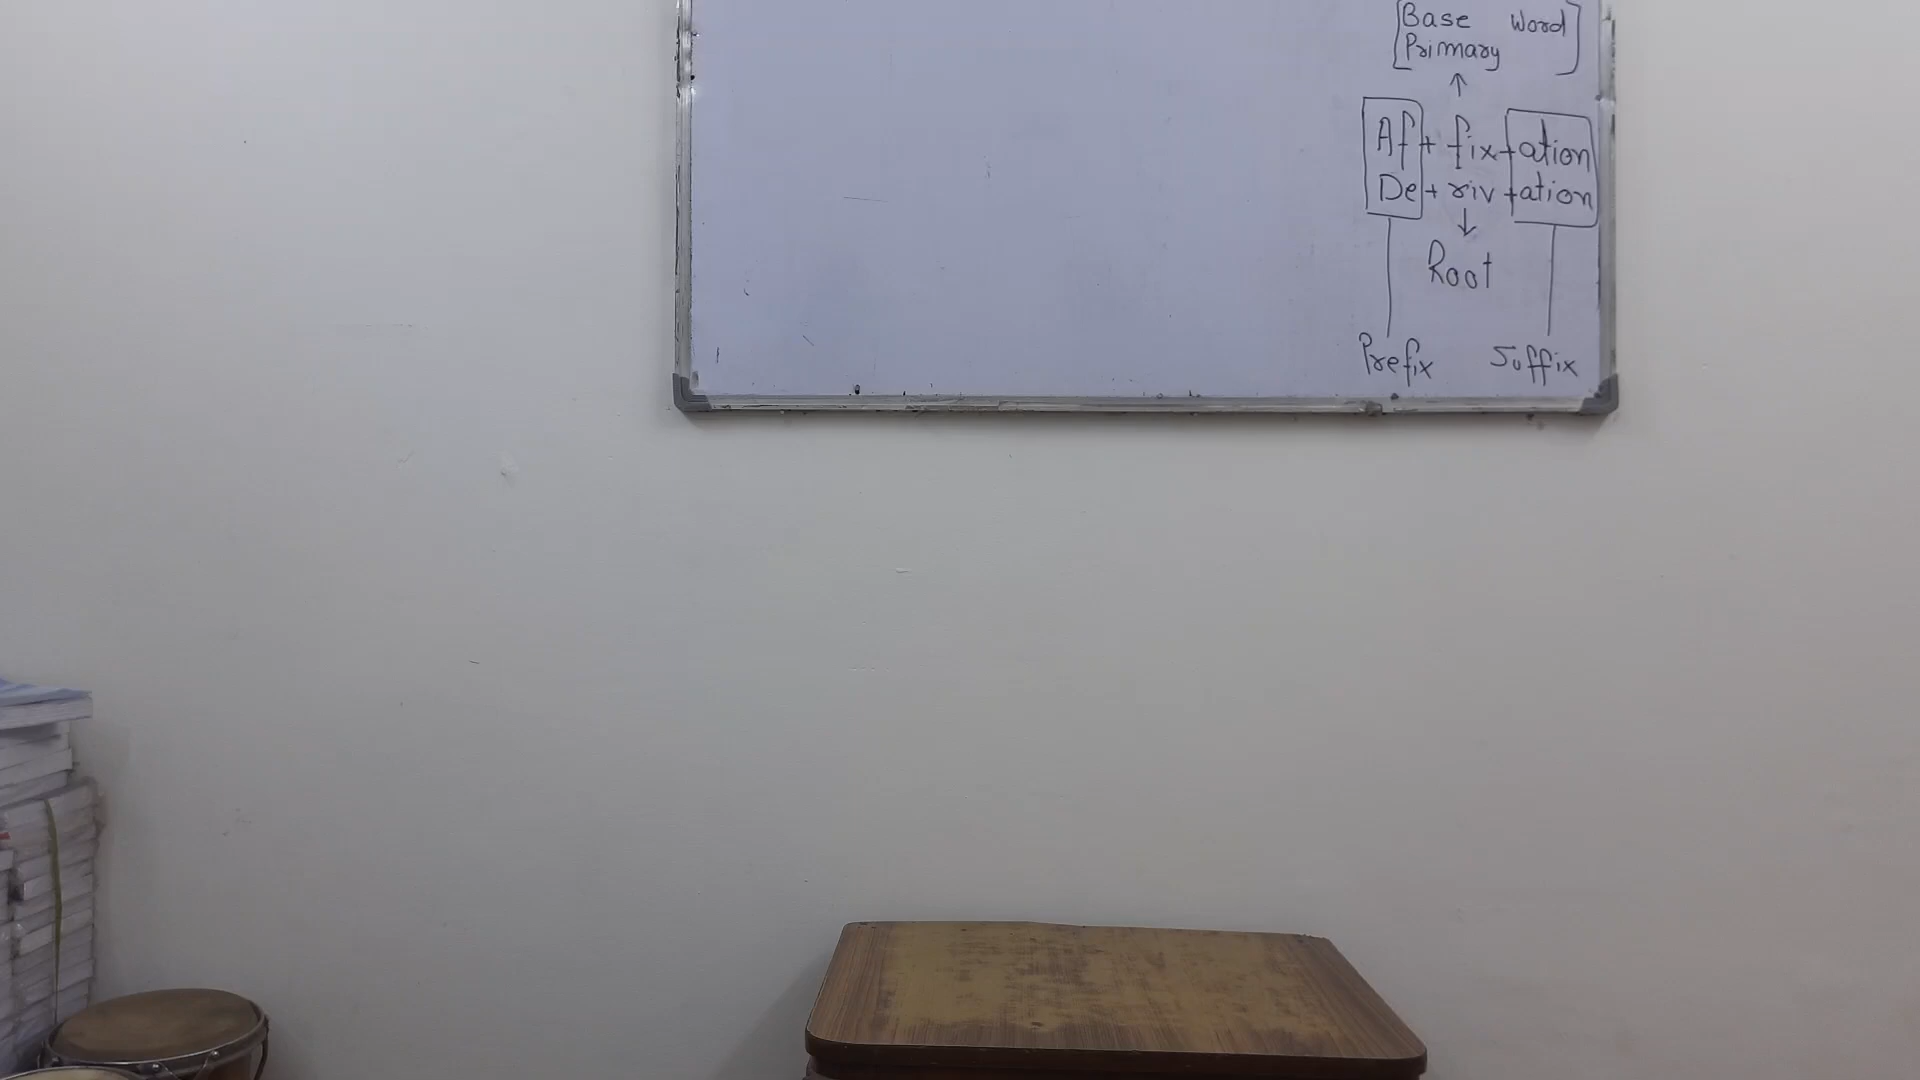 Base Word
Primary
↑
Af + fix + ation
De + riv + ation
↓
Root
Prefix Suffix